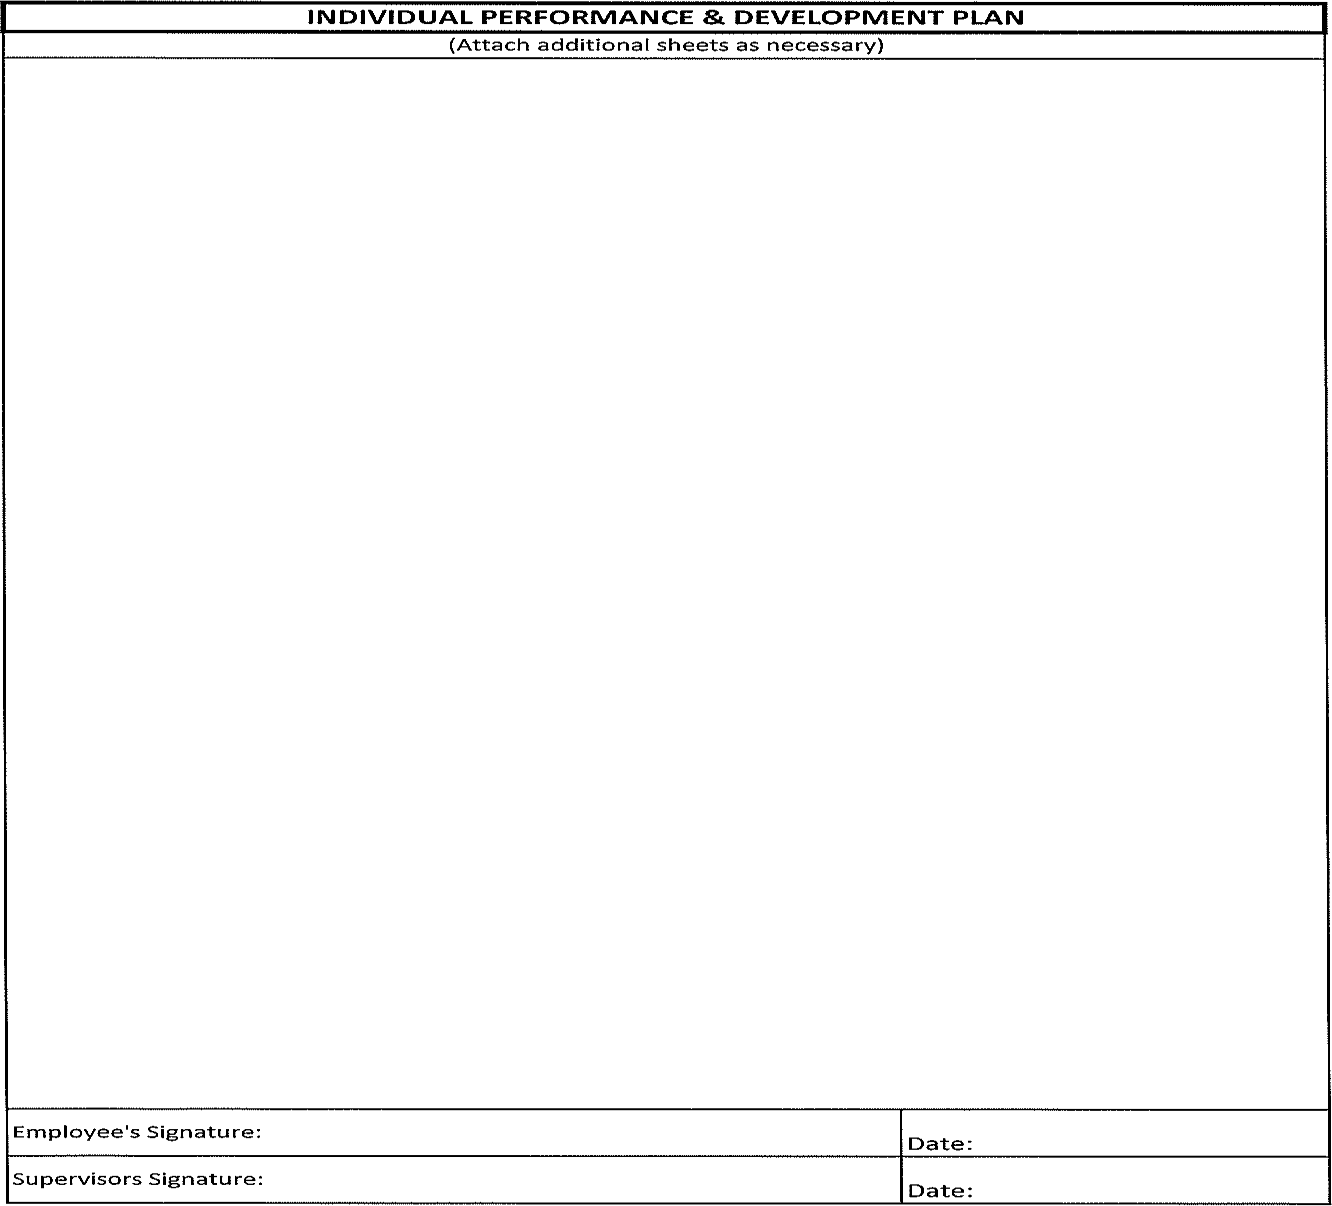 INDIVIDUAL PERFORMANCE & DEVELOPMENT PLAN
(Attach additional sheets as necessary)
Employee's Signature:
Date:
Supervisors Signature:
Date: